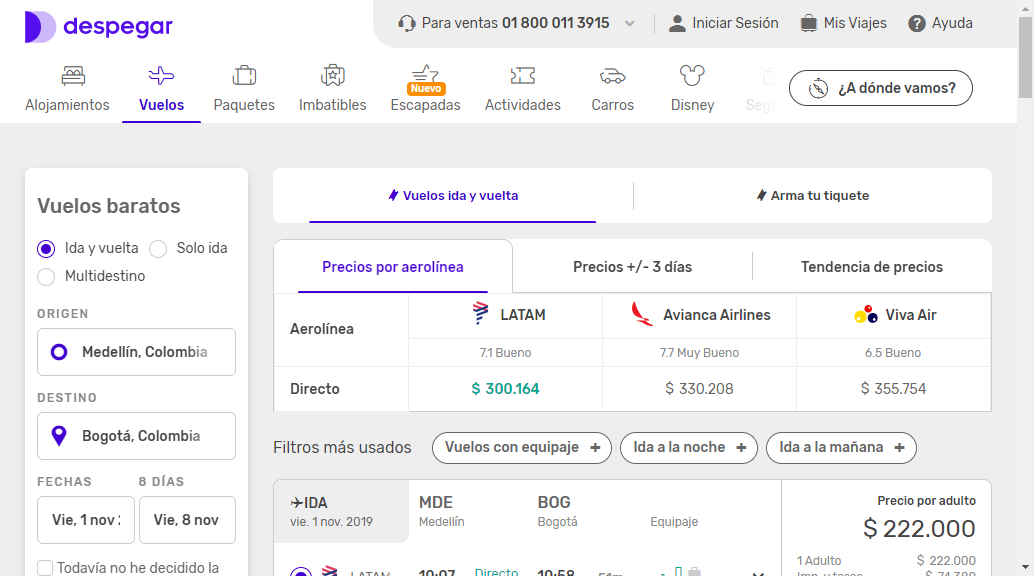 despegar
Para ventas 01 800 011 3915
Iniciar Sesión
Mis Viajes
Ayuda
Alojamientos
Vuelos
Paquetes
Imbatibles
Nuevo
Escapadas
Actividades
Carros
Disney
¿A dónde vamos?
Vuelos baratos
Ida y vuelta
Solo ida
Multidestino
ORIGEN
Medellín, Colombia
DESTINO
Bogotá, Colombia
FECHAS
8 DÍAS
Vie, 1 nov
Vie, 8 nov
Todavía no he decidido la
Vuelos ida y vuelta
Arma tu tiquete
Precios por aerolínea
Precios +/- 3 días
Tendencia de precios
Aerolínea
LATAM
Avianca Airlines
Viva Air
7.1 Bueno
7.7 Muy Bueno
6.5 Bueno
Directo
$ 300.164
$ 330.208
$ 355.754
Filtros más usados
Vuelos con equipaje +
Ida a la noche +
Ida a la mañana +
IDA
vie. 1 nov. 2019
MDE
Medellín
BOG
Bogotá
Equipaje
Precio por adulto
$ 222.000
1 Adulto
$ 222.000
LATAM
10:07
Directo
10:58
51m
Imp. y tasas
$ 74.380